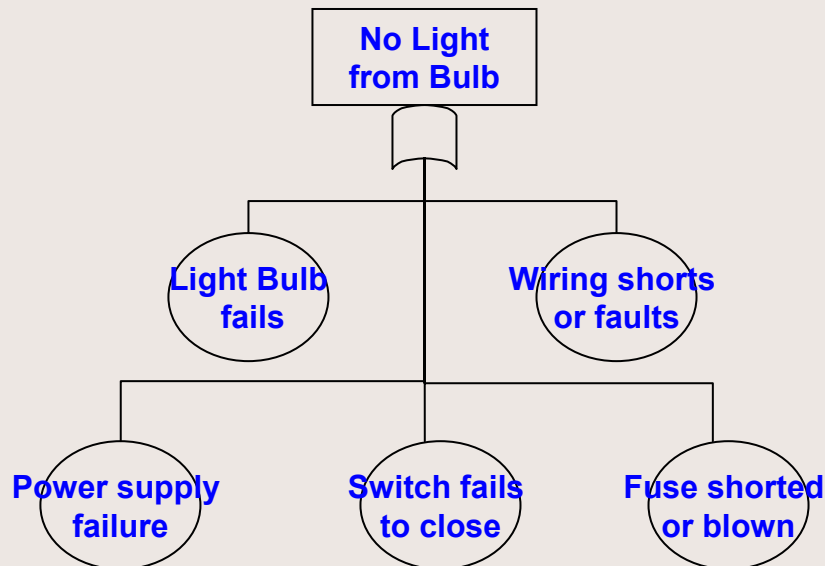 No Light
from Bulb
Light Bulb
fails
Wiring shorts
or faults
Power supply
failure
Switch fails
to close
Fuse shorted
or blown